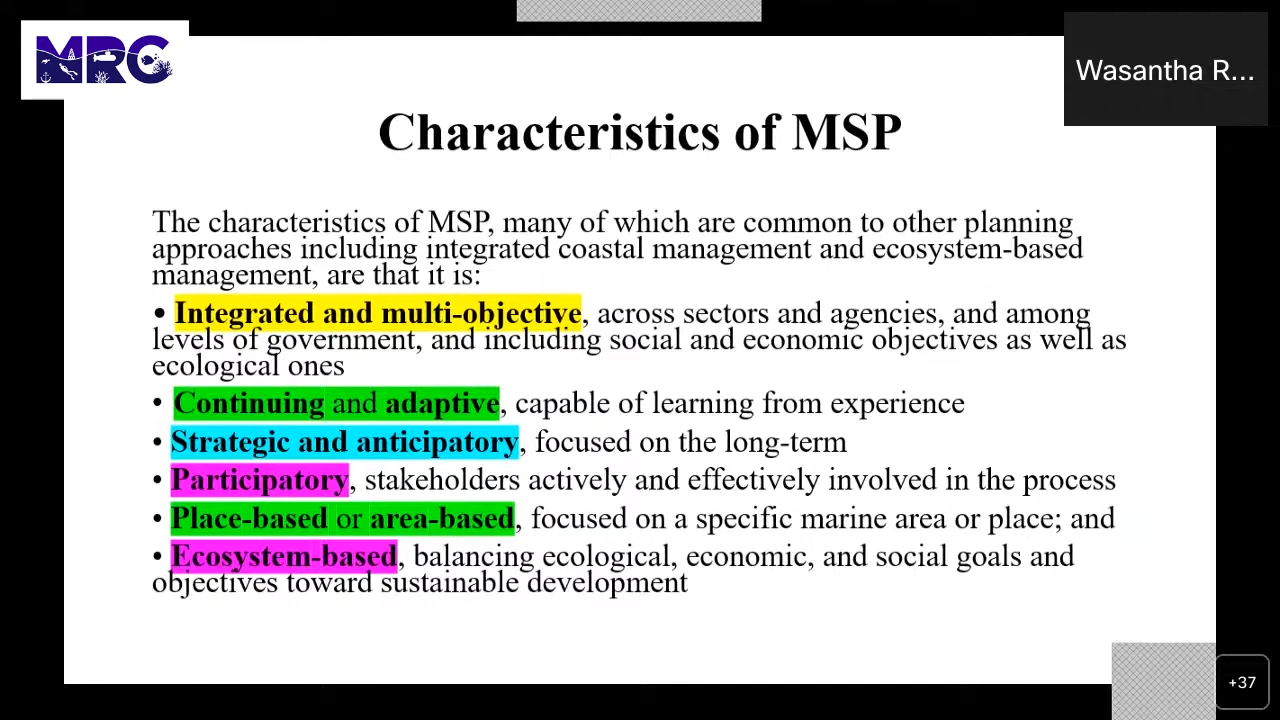 MRC
Wasantha R...
Characteristics of MSP
The characteristics of MSP, many of which are common to other planning
approaches including integrated coastal management and ecosystem-based
management, are that it is:
• Integrated and multi-objective, across sectors and agencies, and among
levels of government, and including social and economic objectives as well as
ecological ones
• Continuing and adaptive, capable of learning from experience
• Strategic and anticipatory, focused on the long-term
• Participatory, stakeholders actively and effectively involved in the process
• Place-based or area-based, focused on a specific marine area or place; and
• Ecosystem-based, balancing ecological, economic, and social goals and
objectives toward sustainable development
+37